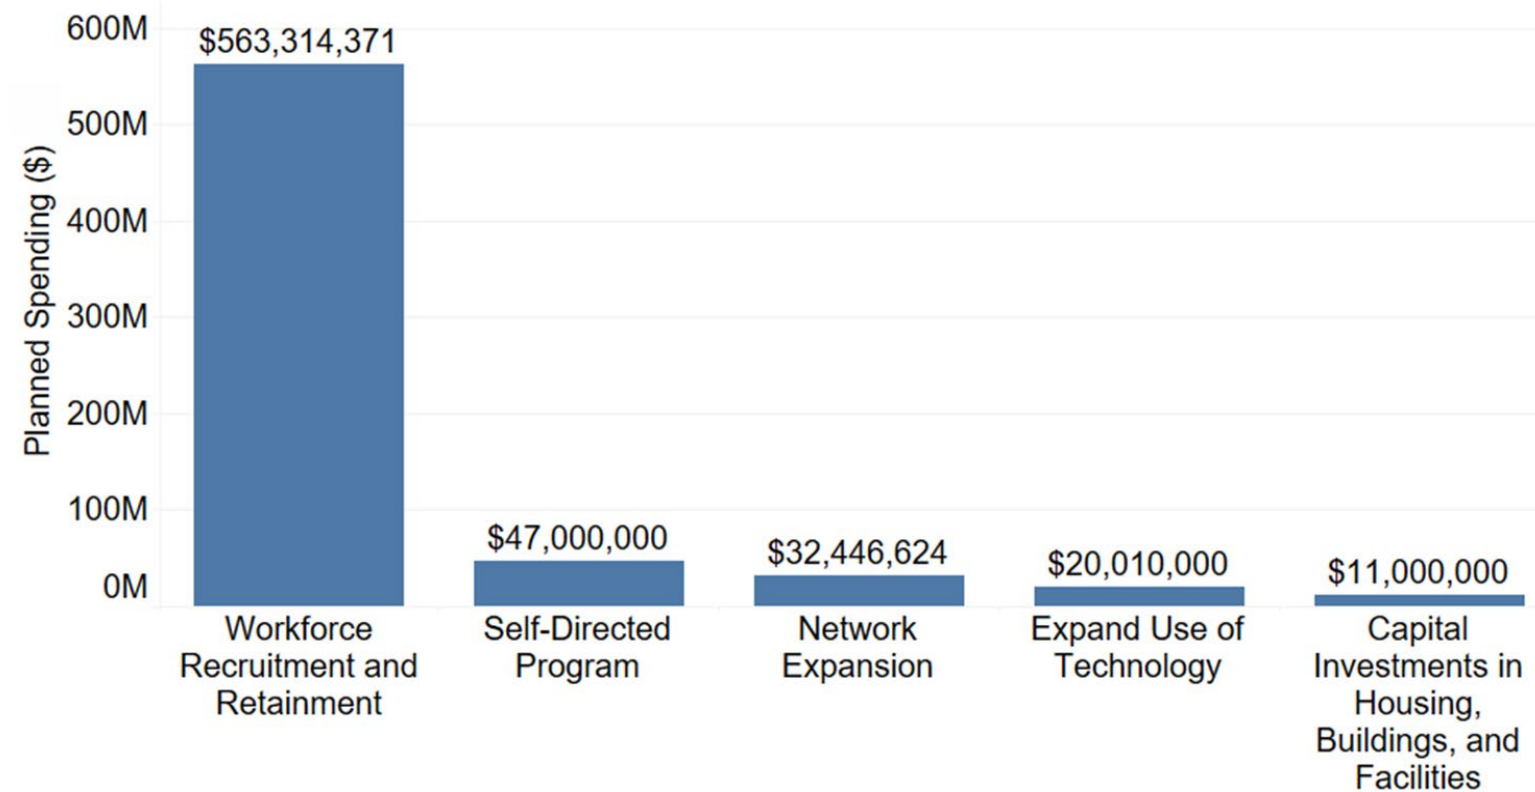 Planned Spending ($)
600M
500M
400M
300M
200M
100M
0M
$563,314,371
$47,000,000
$32,446,624
$20,010,000
$11,000,000
Workforce
Recruitment and
Retainment
Self-Directed
Program
Network
Expansion
Expand Use of
Technology
Capital
Investments in
Housing,
Buildings, and
Facilities